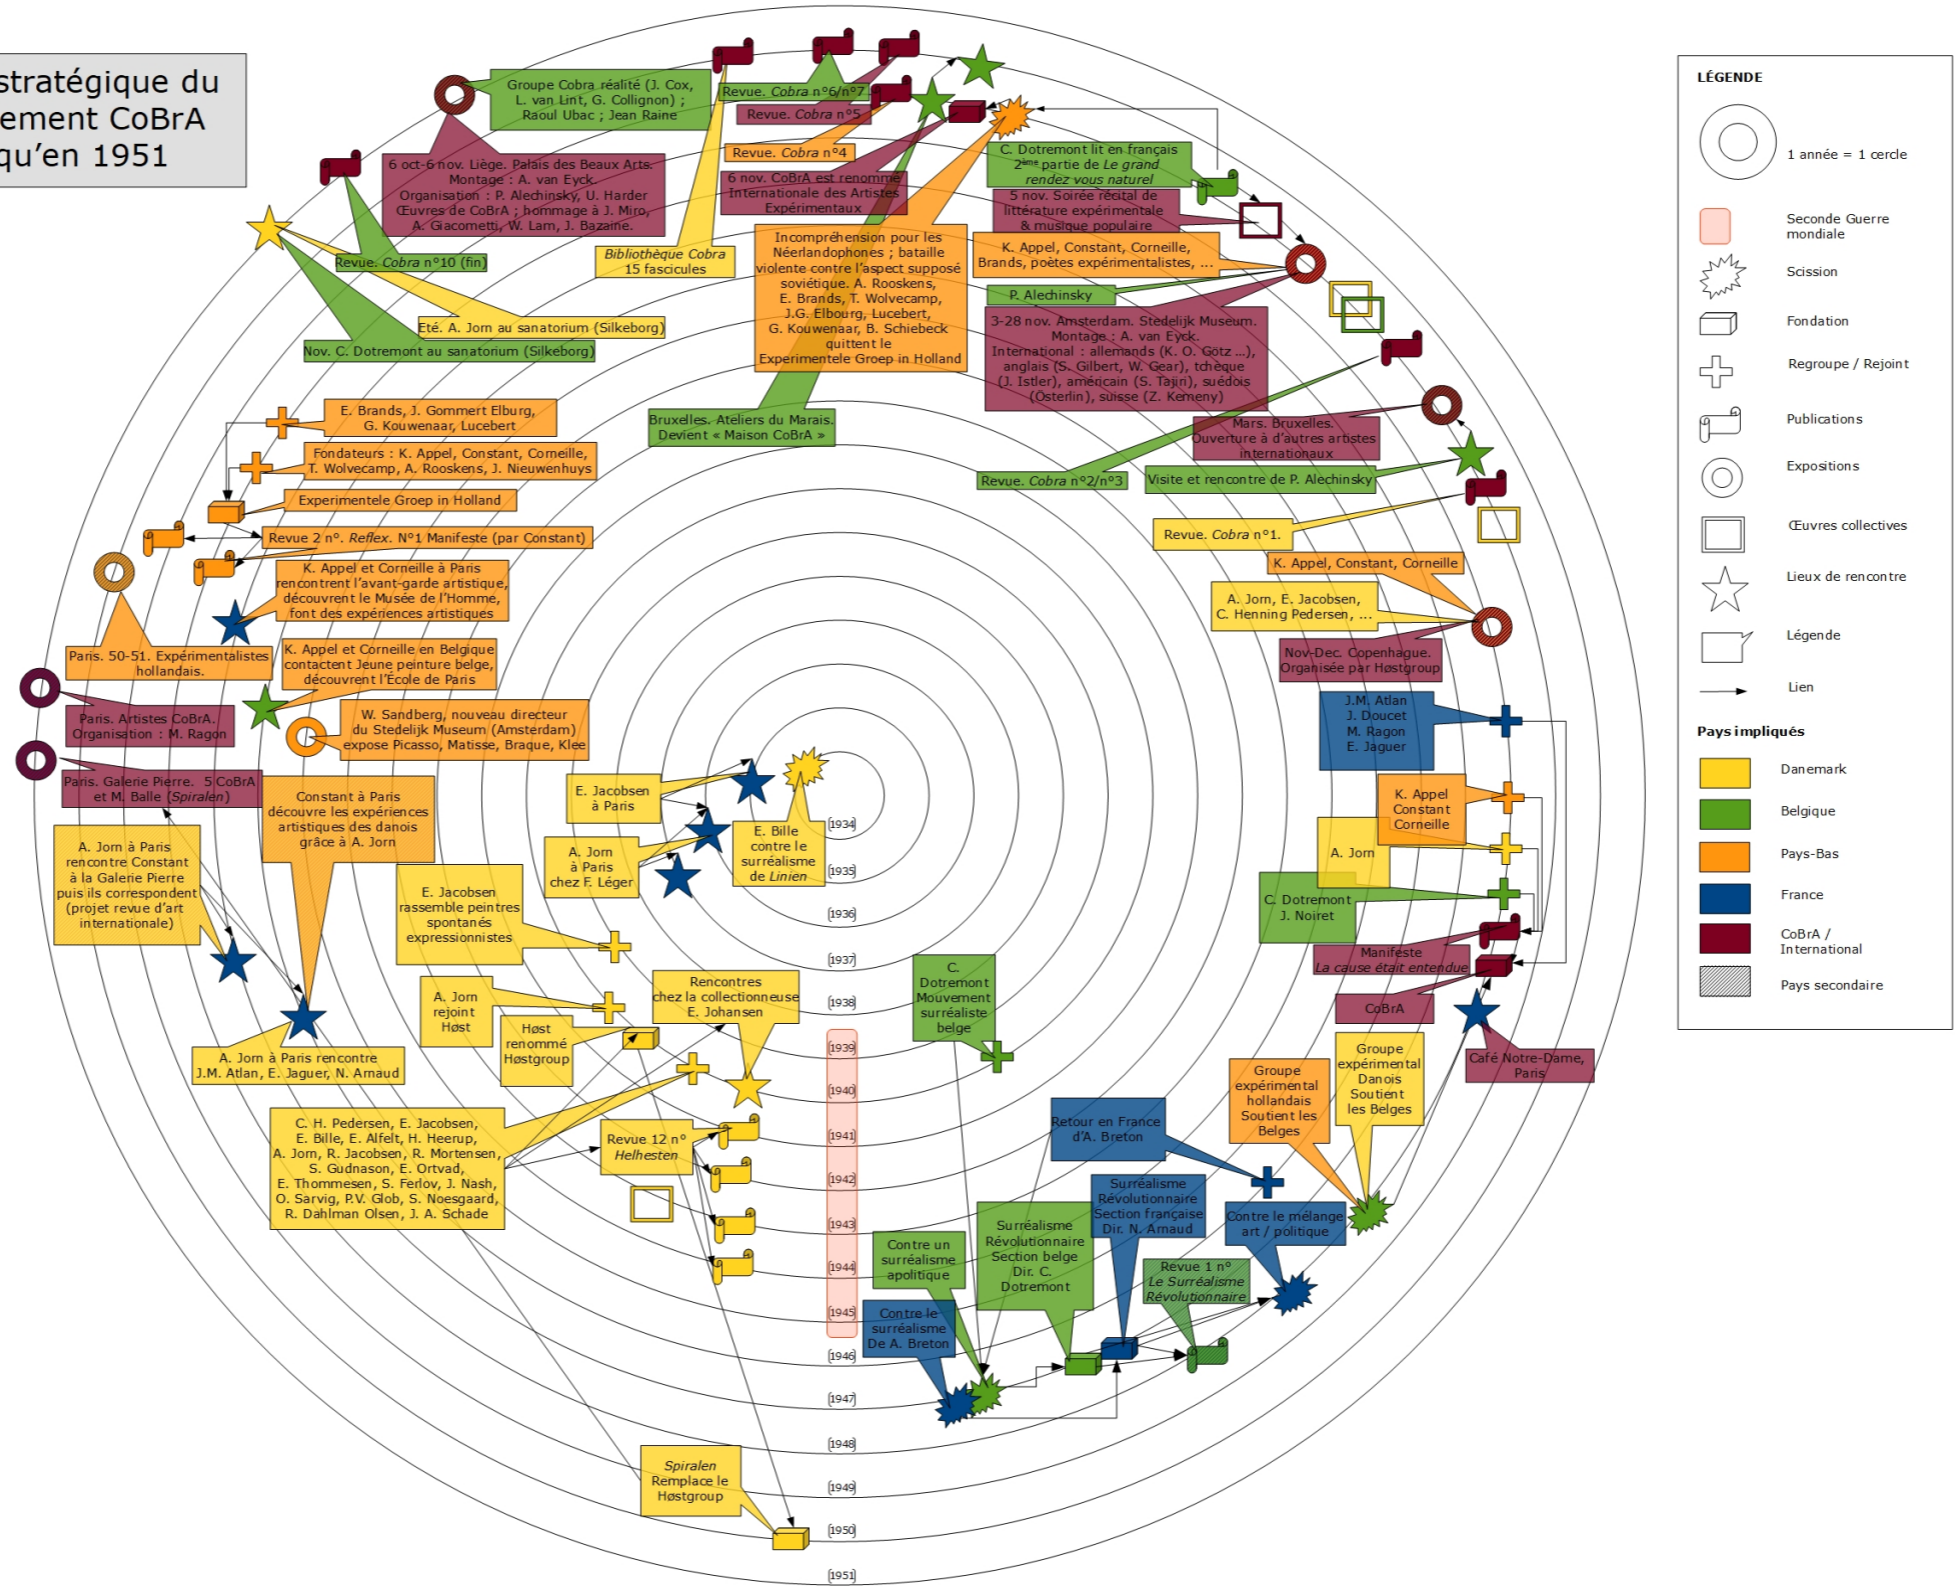 stratégique du
ement CoBrA
qu’en 1951
Groupe Cobra réalité (J. Cox,
L. van Lint, G. Collignon) ;
Raoul Ubac ; Jean Raine
Revue. Cobra n°6/n°7
Revue. Cobra n°5
Revue. Cobra n°4
6 nov. CoBrA est renommé
Internationale des Artistes
Expérimentaux
6 oct-6 nov. Liège. Palais des Beaux Arts.
Montage : A. van Eyck.
Organisation : P. Alechinsky, U. Harder
Œuvres de CoBrA ; hommage à J. Miro,
A. Giacometti, W. Lam, J. Bazaine.
Bibliothèque Cobra
15 fascicules
Revue. Cobra n°10 (fin)
Eté. A. Jorn au sanatorium (Silkeborg)
Nov. C. Dotremont au sanatorium (Silkeborg)
Incompréhension pour les
Néerlandophones ; bataille
violente contre l’aspect supposé
soviétique. A. Rooskens,
E. Brands, T. Wolvecamp,
J.G. Elbourg, Lucebert,
G. Kouwenaar, B. Schiebeck
quittent le
Experimentele Groep in Holland
Bruxelles. Ateliers du Marais.
Devient « Maison CoBrA »
C. Dotremont lit en français
2ème partie de Le grand
rendez vous naturel
5 nov. Soirée récital de
littérature expérimentale
& musique populaire
K. Appel, Constant, Corneille,
Brands, poètes expérimentalistes, ...
P. Alechinsky
3-28 nov. Amsterdam. Stedelijk Museum.
Montage : A. van Eyck.
International : allemands (K. O. Götz ...),
anglais (S. Gilbert, W. Gear), tchèque
(J. Istler), américain (S. Tajiri), suédois
(Österlin), suisse (Z. Kemeny)
Mars. Bruxelles.
Ouverture à d’autres artistes
internationaux
Revue. Cobra n°2/n°3
Visite et rencontre de P. Alechinsky
Revue. Cobra n°1.
K. Appel, Constant, Corneille
A. Jorn, E. Jacobsen,
C. Henning Pedersen, ...
Nov-Dec. Copenhague.
Organisée par Høstgroup
J.M. Atlan
J. Doucet
M. Ragon
E. Jaguer
K. Appel
Constant
Corneille
A. Jorn
C. Dotremont
J. Noiret
Manifeste
La cause était entendue
CoBrA
Café Notre-Dame,
Paris
E. Brands, J. Gommert Elburg,
G. Kouwenaar, Lucebert
Fondateurs : K. Appel, Constant, Corneille,
T. Wolvecamp, A. Rooskens, J. Nieuwenhuys
Experimentele Groep in Holland
Revue 2 n°. Reflex. N°1 Manifeste (par Constant)
K. Appel et Corneille à Paris
rencontrent l’avant-garde artistique,
découvrent le Musée de l’Homme,
font des expériences artistiques
Paris. 50-51. Expérimentalistes
hollandais.
K. Appel et Corneille en Belgique
contactent Jeune peinture belge,
découvrent l’École de Paris
Paris. Artistes CoBrA.
Organisation : M. Ragon
W. Sandberg, nouveau directeur
du Stedelijk Museum (Amsterdam)
expose Picasso, Matisse, Braque, Klee
Paris. Galerie Pierre. 5 CoBrA
et M. Balle (Spiralen)
Constant à Paris
découvre les expériences
artistiques des danois
grâce à A. Jorn
A. Jorn à Paris
rencontre Constant
à la Galerie Pierre
puis ils correspondent
(projet revue d’art
internationale)
A. Jorn à Paris rencontre
J.M. Atlan, E. Jaguer, N. Arnaud
E. Jacobsen
à Paris
A. Jorn
à Paris
chez F. Léger
E. Bille
contre le
surréalisme
de Linien
E. Jacobsen
rassemble peintres
spontanés
expressionnistes
A. Jorn
rejoint
Høst
Høst
renommé
Høstgroup
Rencontres
chez la collectionneuse
E. Johansen
C. H. Pedersen, E. Jacobsen,
E. Bille, E. Alfelt, H. Heerup,
A. Jorn, R. Jacobsen, R. Mortensen,
S. Gudnason, E. Ortvad,
E. Thommesen, S. Ferlov, J. Nash,
O. Sarvig, P.V. Glob, S. Noesgaard,
R. Dahlman Olsen, J. A. Schade
Revue 12 n°
Helhesten
Spiralen
Remplace le
Høstgroup
C.
Dotremont
Mouvement
surréaliste
belge
Retour en France
d’A. Breton
Groupe
expérimental
hollandais
Soutient les
Belges
Groupe
expérimental
Danois
Soutient
les Belges
Surréalisme
Révolutionnaire
Section française
Dir. N. Arnaud
Contre le mélange
art / politique
Surréalisme
Révolutionnaire
Section belge
Dir. C.
Dotremont
Contre un
surréalisme
apolitique
Revue 1 n°
Le Surréalisme
Révolutionnaire
Contre le
surréalisme
De A. Breton
1934
1935
1936
1937
1938
1939
1940
1941
1942
1943
1944
1945
1946
1947
1948
1949
1950
1951
LÉGENDE
1 année = 1 cercle
Seconde Guerre
mondiale
Scission
Fondation
Regroupe / Rejoint
Publications
Expositions
Œuvres collectives
Lieux de rencontre
Légende
Lien
Pays impliqués
Danemark
Belgique
Pays-Bas
France
CoBrA /
International
Pays secondaire